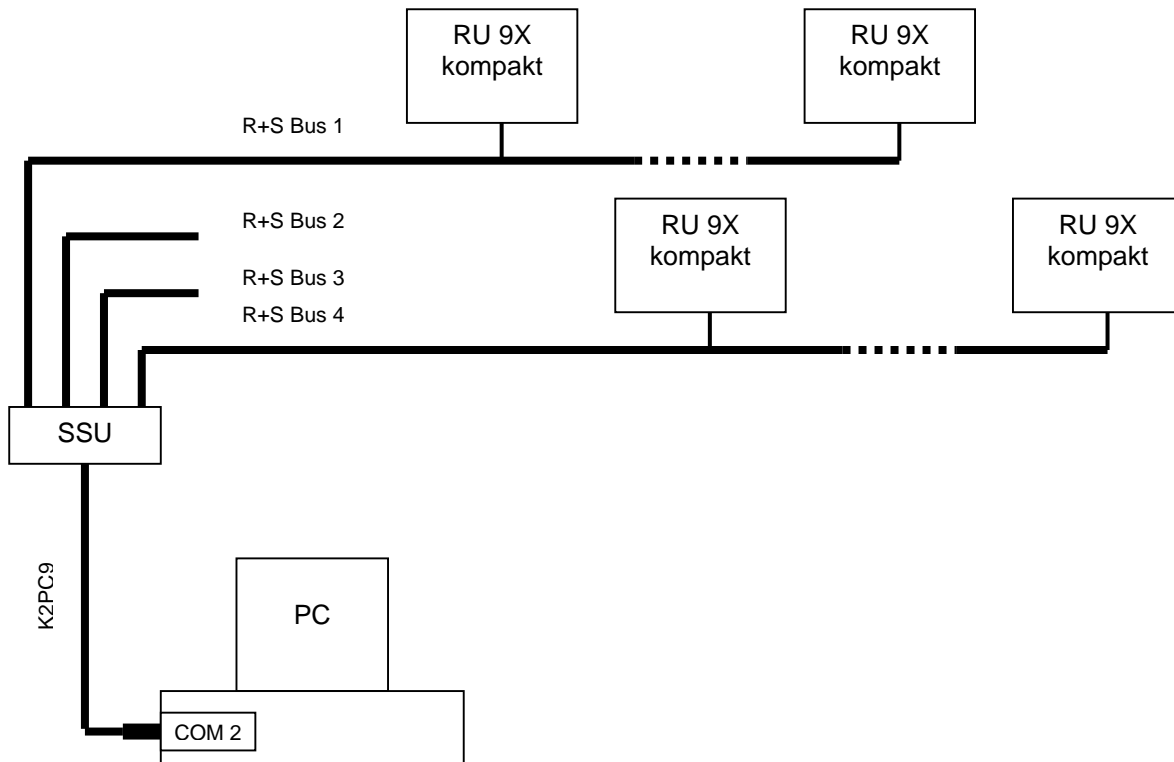 RU 9X
kompakt
RU 9X
kompakt
R+S Bus 1
R+S Bus 2
RU 9X
kompakt
RU 9X
kompakt
R+S Bus 3
R+S Bus 4
SSU
K2PC9
PC
COM 2